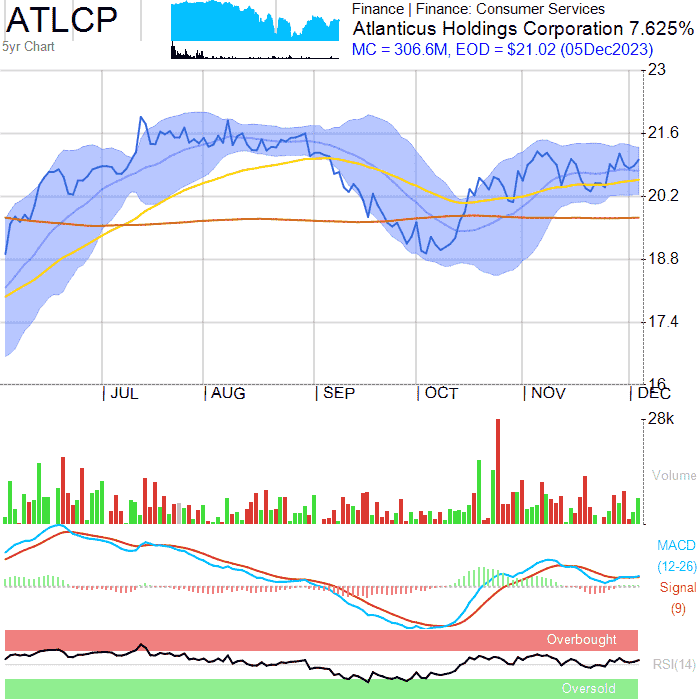 ATLCP
5yr Chart
Finance | Finance: Consumer Services
Atlanticus Holdings Corporation 7.625%
MC = 306.6M, EOD = $21.02 (05Dec2023)
23
21.6
20.2
18.8
17.4
16
JUL AUG SEP OCT NOV DEC
28k
Volume
MACD
(12-26)
Signal
(9)
Overbought
RSI(14)
Oversold